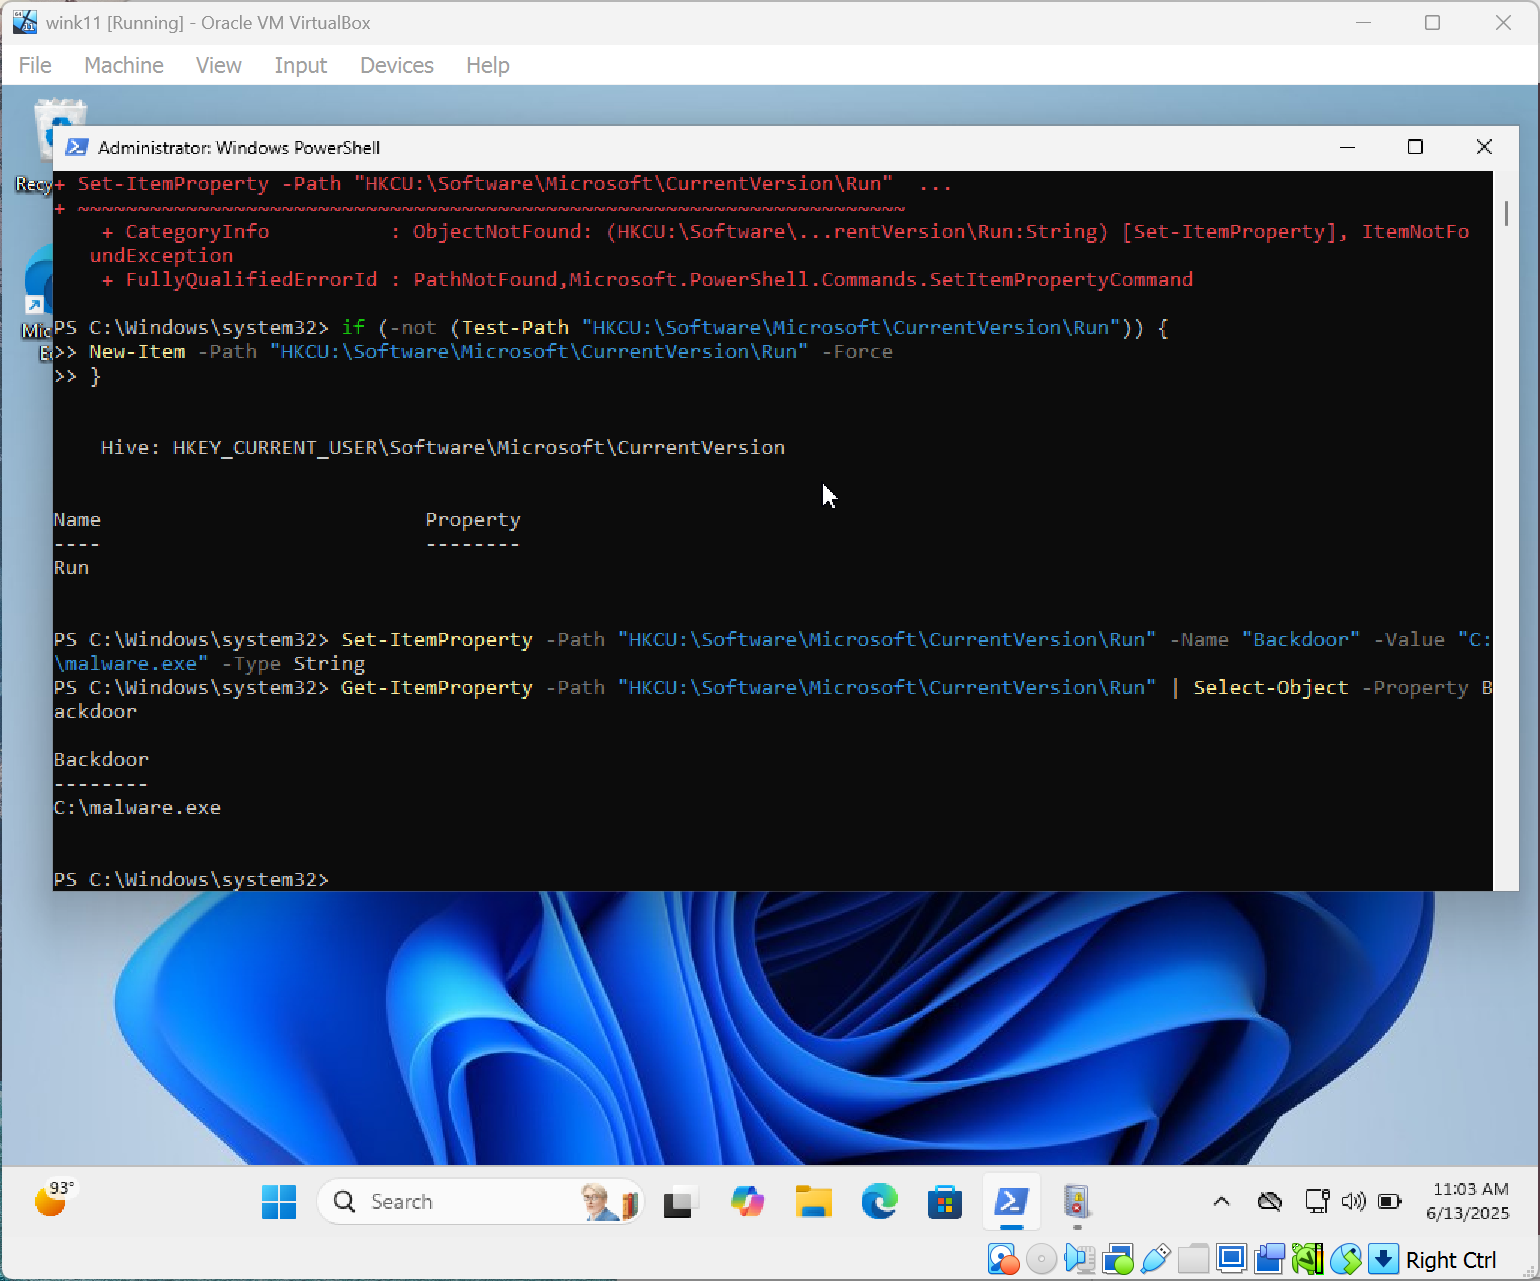 wink11 [Running] - Oracle VM VirtualBox
File Machine View Input Devices Help
Administrator: Windows PowerShell
Recy
+ Set-ItemProperty -Path "HKCU:\Software\Microsoft\CurrentVersion\Run"  ...
+ ~~~~~~~~~~~~~~~~~~~~~~~~~~~~~~~~~~~~~~~~~~~~~~~~~~~~~~~~~~~~~~~~~~~~~
    + CategoryInfo          : ObjectNotFound: (HKCU:\Software\...rentVersion\Run:String) [Set-ItemProperty], ItemNotFo
   undException
    + FullyQualifiedErrorId : PathNotFound,Microsoft.PowerShell.Commands.SetItemPropertyCommand
Mic
E
PS C:\Windows\system32> if (-not (Test-Path "HKCU:\Software\Microsoft\CurrentVersion\Run")) {
>> New-Item -Path "HKCU:\Software\Microsoft\CurrentVersion\Run" -Force
>> }
    Hive: HKEY_CURRENT_USER\Software\Microsoft\CurrentVersion
Name                           Property
----                           --------
Run
PS C:\Windows\system32> Set-ItemProperty -Path "HKCU:\Software\Microsoft\CurrentVersion\Run" -Name "Backdoor" -Value "C:
\malware.exe" -Type String
PS C:\Windows\system32> Get-ItemProperty -Path "HKCU:\Software\Microsoft\CurrentVersion\Run" | Select-Object -Property B
ackdoor
Backdoor
--------
C:\malware.exe
PS C:\Windows\system32>
93°
Search
11:03 AM
6/13/2025
Right Ctrl